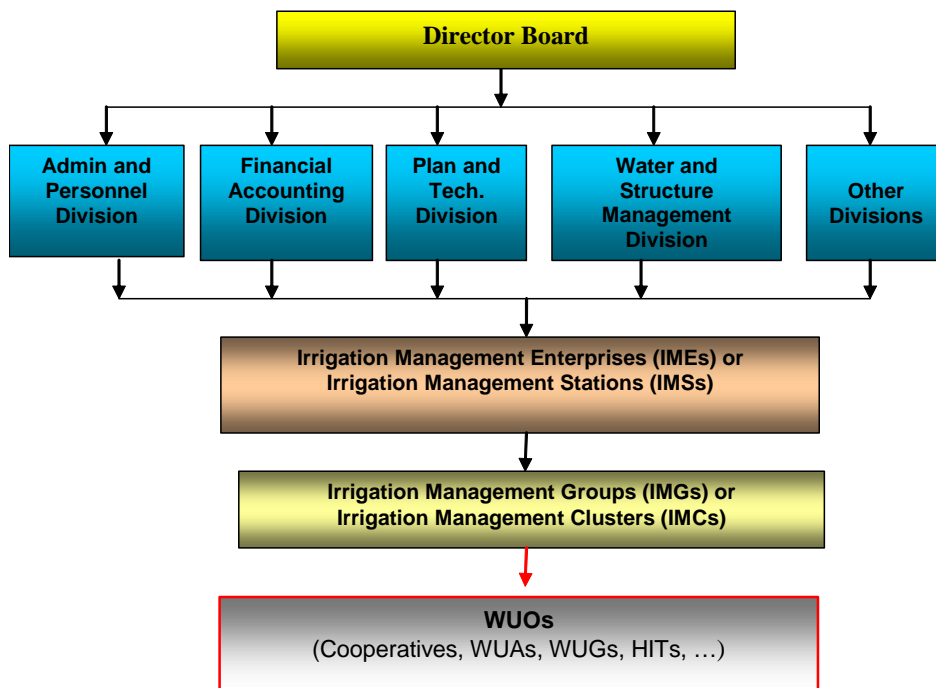 Director Board
Admin and
Personnel
Division
Financial
Accounting
Division
Plan and
Tech.
Division
Water and
Structure
Management
Division
Other
Divisions
Irrigation Management Enterprises (IMEs) or
Irrigation Management Stations (IMSs)
Irrigation Management Groups (IMGs) or
Irrigation Management Clusters (IMCs)
WUOs
(Cooperatives, WUAs, WUGs, HITs, …)